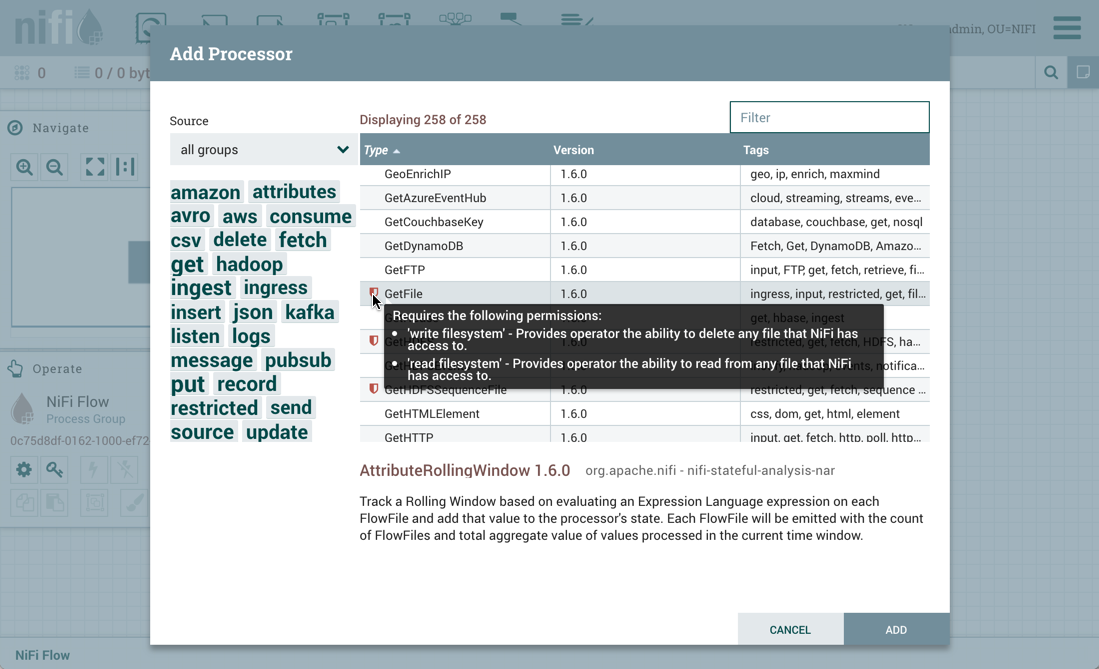 nifi
admin, OU=NIFI
0
0 / 0 byt
Navigate
Operate
NiFi Flow
Process Group
0c75d8df-0162-1000-ef72
NiFi Flow
Add Processor
Source
all groups
amazon attributes
avro aws consume
csv delete fetch
get hadoop
ingest ingress
insert json kafka
listen logs
message pubsub
put record
restricted send
source update
Displaying 258 of 258
Filter
Type Version Tags
GeoEnrichIP 1.6.0 geo, ip, enrich, maxmind
GetAzureEventHub 1.6.0 cloud, streaming, streams, eve...
GetCouchbaseKey 1.6.0 database, couchbase, get, nosql
GetDynamoDB 1.6.0 Fetch, Get, DynamoDB, Amazo...
GetFTP 1.6.0 input, FTP, get, fetch, retrieve, fi...
GetFile 1.6.0 ingress, input, restricted, get, fil...
get, hbase, ingest
restricted, get, fetch, HDFS, ha...
Requires the following permissions:
'write filesystem' - Provides operator the ability to delete any file that NiFi has
access to.
'read filesystem' - Provides operator the ability to read from any file that NiFi
has access to.
GetHDFSSequenceFile 1.6.0 restricted, get, fetch, sequence ...
GetHTMLElement 1.6.0 css, dom, get, html, element
GetHTTP 1.6.0 input, get, fetch, http, poll, http...
AttributeRollingWindow 1.6.0 org.apache.nifi - nifi-stateful-analysis-nar
Track a Rolling Window based on evaluating an Expression Language expression on each
FlowFile and add that value to the processor's state. Each FlowFile will be emitted with the count
of FlowFiles and total aggregate value of values processed in the current time window.
CANCEL
ADD